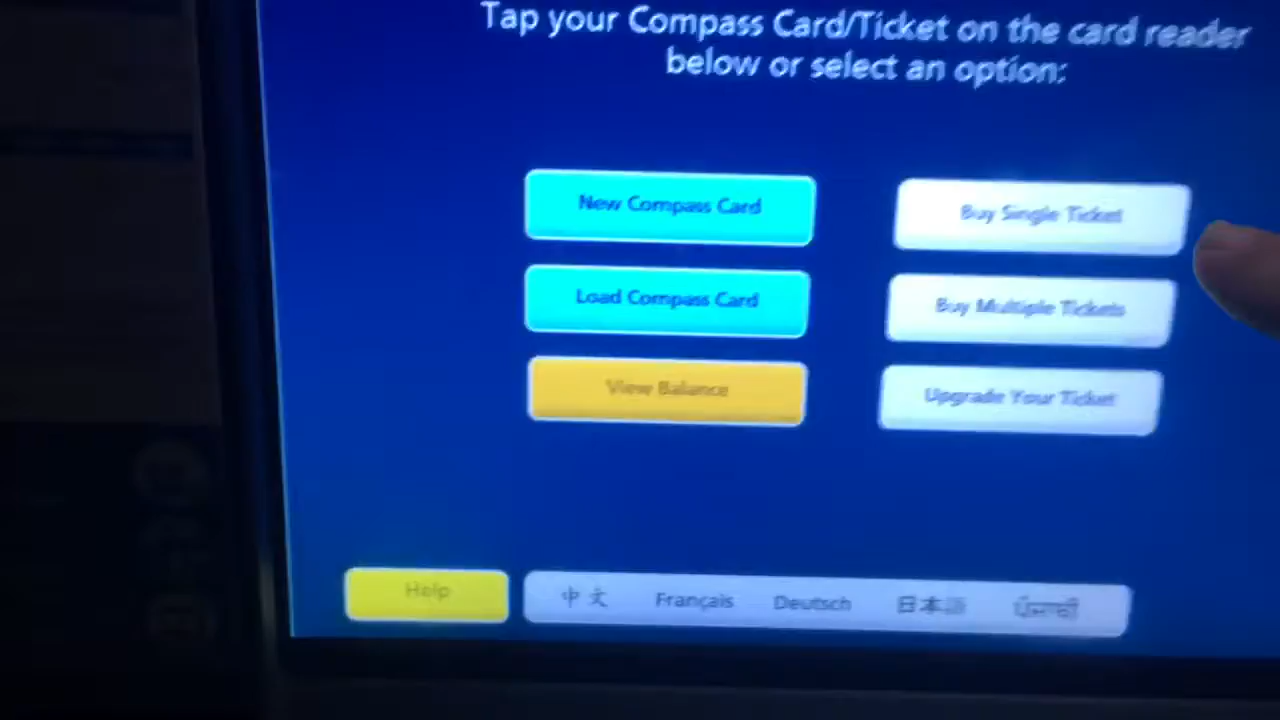 Tap your Compass Card/Ticket on the card reader
below or select an option:
New Compass Card
Buy Single Ticket
Load Compass Card
Buy Multiple Tickets
View Balance
Upgrade Your Ticket
Help
中文 Français Deutsch 日本語 ਪੰਜਾਬੀ